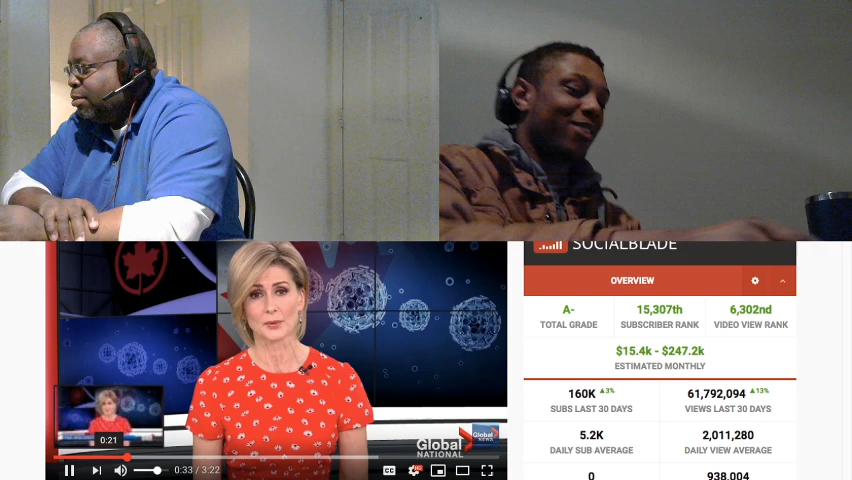 SOCIALBLADE
OVERVIEW
A-
TOTAL GRADE
15,307th
SUBSCRIBER RANK
6,302nd
VIDEO VIEW RANK
$15.4k - $247.2k
ESTIMATED MONTHLY
160K 3%
SUBS LAST 30 DAYS
61,792,094 13%
VIEWS LAST 30 DAYS
5.2K
DAILY SUB AVERAGE
2,011,280
DAILY VIEW AVERAGE
0
938,004
Global
NATIONAL
Global
0:21
0:33 / 3:22
CC